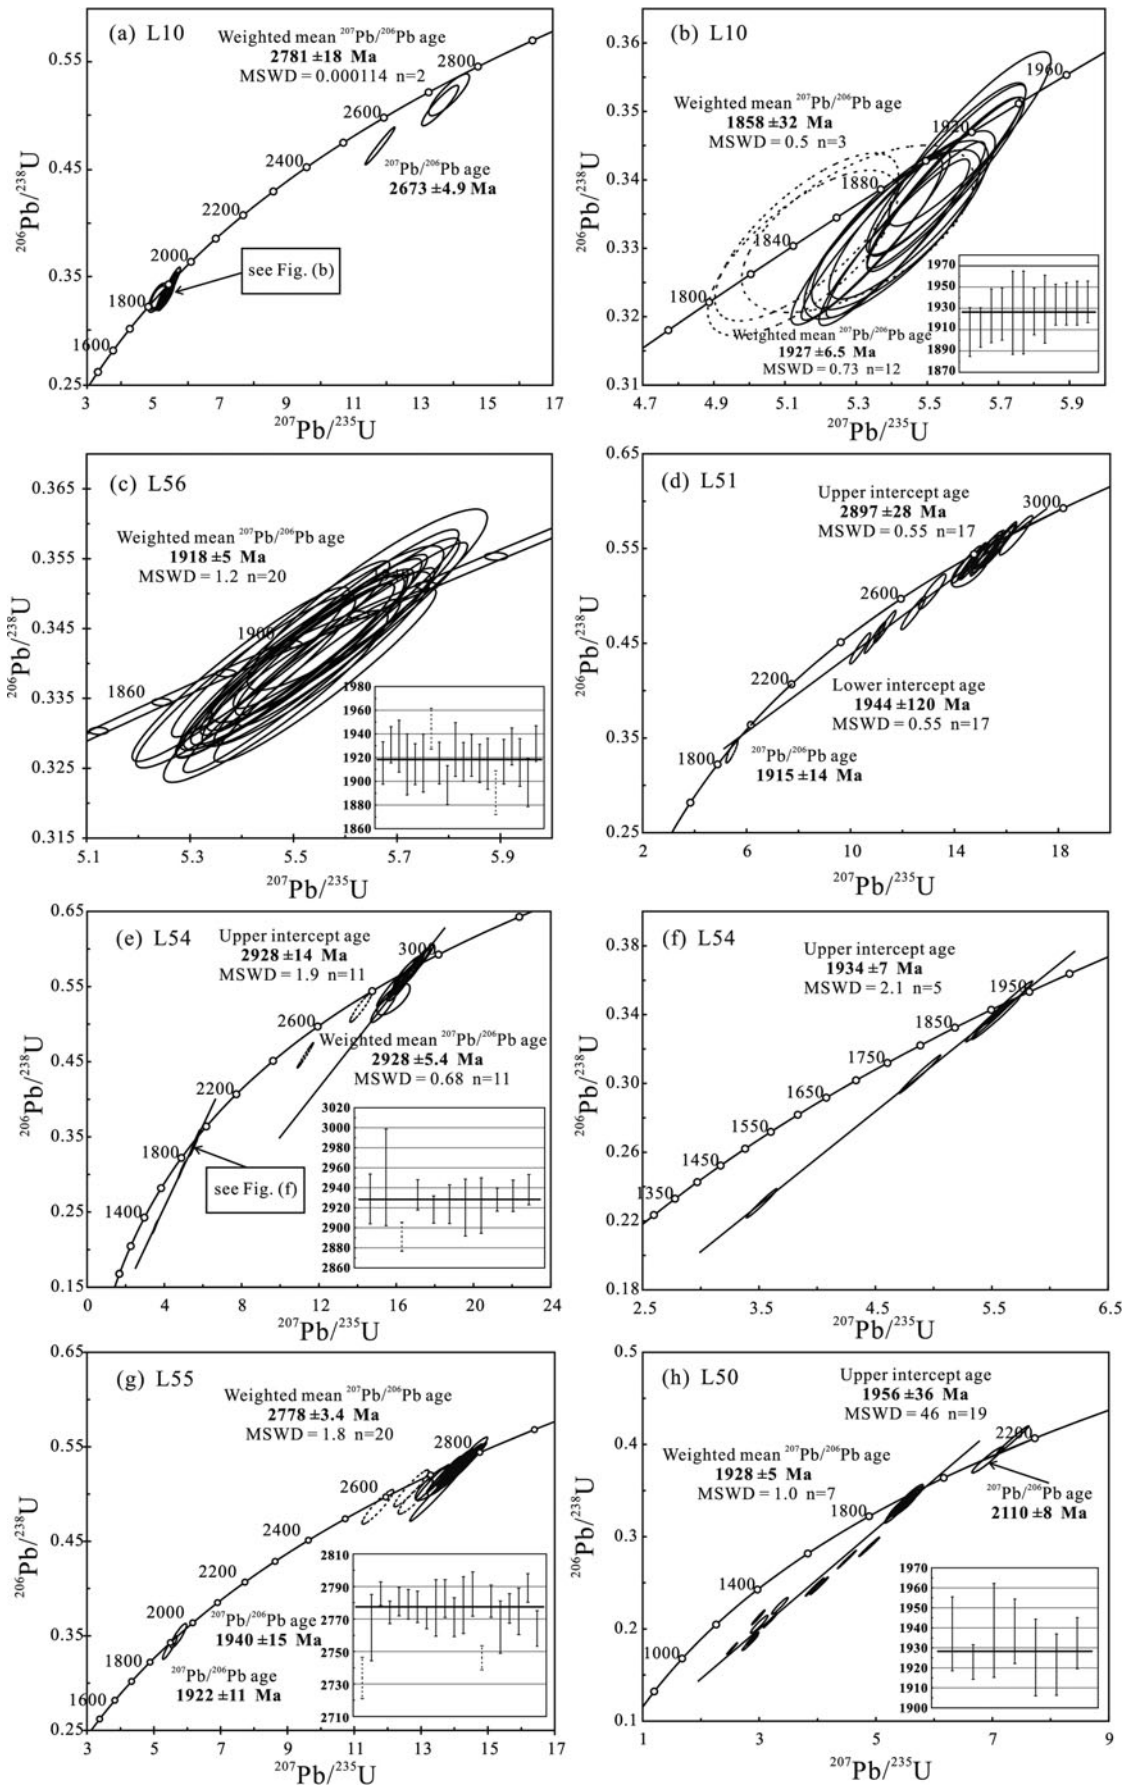 (a) L10
Weighted mean ²⁰⁷Pb/²⁰⁶Pb age
2781 ±18 Ma
MSWD = 0.000114 n=2
2800
2600
²⁰⁷Pb/²⁰⁶Pb age
2673 ±4.9 Ma
2400
2200
2000
see Fig. (b)
1800
1600
0.55
0.45
0.35
0.25
²⁰⁶Pb/²³⁸U
3 5 7 9 11 13 15 17
²⁰⁷Pb/²³⁵U
(b) L10
Weighted mean ²⁰⁷Pb/²⁰⁶Pb age
1858 ±32 Ma
MSWD = 0.5 n=3
1960
1920
1880
1840
1800
Weighted mean ²⁰⁷Pb/²⁰⁶Pb age
1927 ±6.5 Ma
MSWD = 0.73 n=12
1970
1950
1930
1910
1890
1870
0.36
0.35
0.34
0.33
0.32
0.31
²⁰⁶Pb/²³⁸U
4.7 4.9 5.1 5.3 5.5 5.7 5.9
²⁰⁷Pb/²³⁵U
(c) L56
Weighted mean ²⁰⁷Pb/²⁰⁶Pb age
1918 ±5 Ma
MSWD = 1.2 n=20
1900
1860
1980
1960
1940
1920
1900
1880
1860
0.365
0.355
0.345
0.335
0.325
0.315
²⁰⁶Pb/²³⁸U
5.1 5.3 5.5 5.7 5.9
²⁰⁷Pb/²³⁵U
(d) L51
Upper intercept age
2897 ±28 Ma
MSWD = 0.55 n=17
3000
2600
2200
Lower intercept age
1944 ±120 Ma
MSWD = 0.55 n=17
1800
²⁰⁷Pb/²⁰⁶Pb age
1915 ±14 Ma
0.65
0.55
0.45
0.35
0.25
²⁰⁶Pb/²³⁸U
2 6 10 14 18
²⁰⁷Pb/²³⁵U
(e) L54
Upper intercept age
2928 ±14 Ma
MSWD = 1.9 n=11
3000
2600
Weighted mean ²⁰⁷Pb/²⁰⁶Pb age
2928 ±5.4 Ma
MSWD = 0.68 n=11
2200
1800
see Fig. (f)
1400
3020
3000
2980
2960
2940
2920
2900
2880
2860
0.65
0.55
0.45
0.35
0.25
0.15
²⁰⁶Pb/²³⁸U
0 4 8 12 16 20 24
²⁰⁷Pb/²³⁵U
(f) L54
Upper intercept age
1934 ±7 Ma
MSWD = 2.1 n=5
1950
1850
1750
1650
1550
1450
1350
0.38
0.34
0.30
0.26
0.22
0.18
²⁰⁶Pb/²³⁸U
2.5 3.5 4.5 5.5 6.5
²⁰⁷Pb/²³⁵U
(g) L55
Weighted mean ²⁰⁷Pb/²⁰⁶Pb age
2778 ±3.4 Ma
MSWD = 1.8 n=20
2800
2600
2400
2200
2000
²⁰⁷Pb/²⁰⁶Pb age
1940 ±15 Ma
1800
²⁰⁷Pb/²⁰⁶Pb age
1922 ±11 Ma
1600
2810
2790
2770
2750
2730
2710
0.65
0.55
0.45
0.35
0.25
²⁰⁶Pb/²³⁸U
3 5 7 9 11 13 15 17
²⁰⁷Pb/²³⁵U
(h) L50
Upper intercept age
1956 ±36 Ma
MSWD = 46 n=19
2200
Weighted mean ²⁰⁷Pb/²⁰⁶Pb age
1928 ±5 Ma
MSWD = 1.0 n=7
²⁰⁷Pb/²⁰⁶Pb age
2110 ±8 Ma
1800
1400
1000
1970
1960
1950
1940
1930
1920
1910
1900
0.5
0.4
0.3
0.2
0.1
²⁰⁶Pb/²³⁸U
1 3 5 7 9
²⁰⁷Pb/²³⁵U